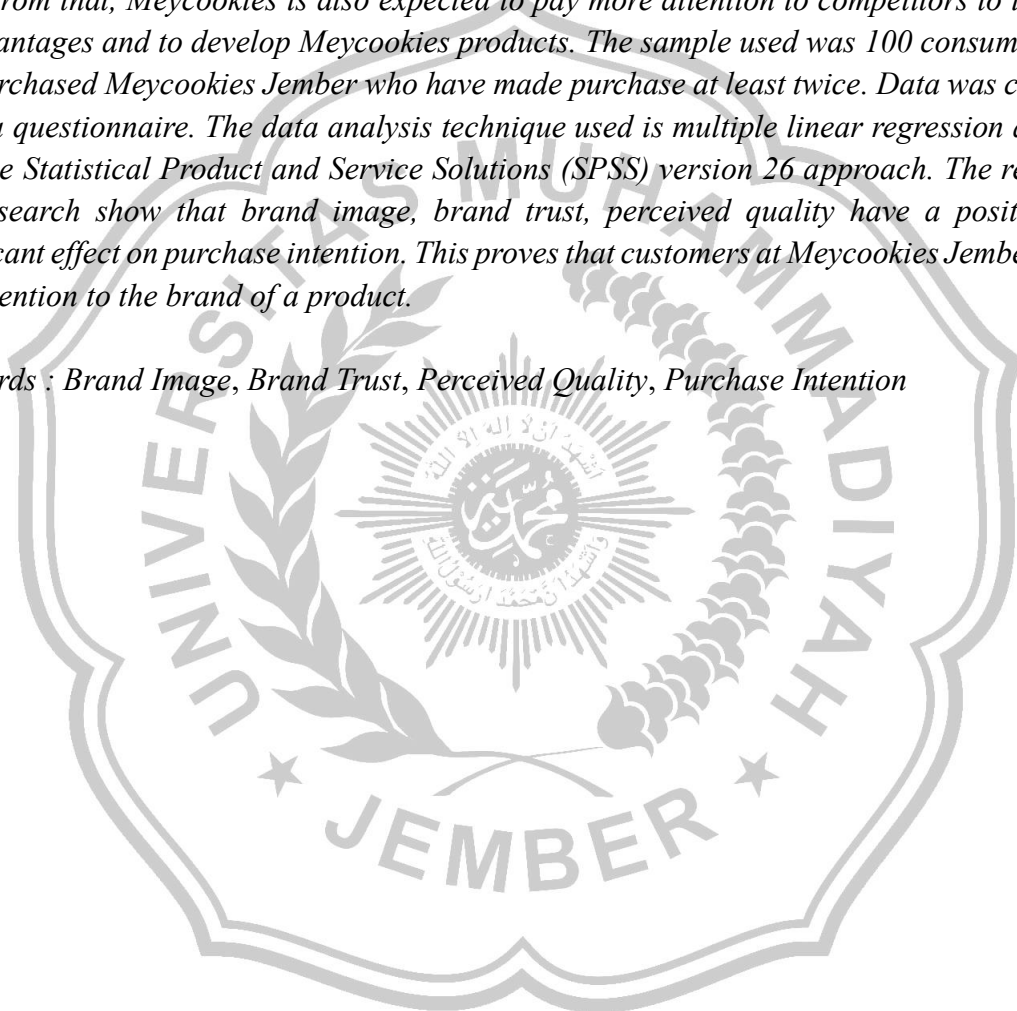 rom that, Meycookies is also expected to pay more attention to competitors to
antages and to develop Meycookies products. The sample used was 100 consum
rchased Meycookies Jember who have made purchase at least twice. Data was c
a questionnaire. The data analysis technique used is multiple linear regression a
e Statistical Product and Service Solutions (SPSS) version 26 approach. The re
search show that brand image, brand trust, perceived quality have a posit
cant effect on purchase intention. This proves that customers at Meycookies Jembe
ention to the brand of a product.
rds : Brand Image, Brand Trust, Perceived Quality, Purchase Intention
UNIVERSITAS MUHAMMADIYAH
JEMBER